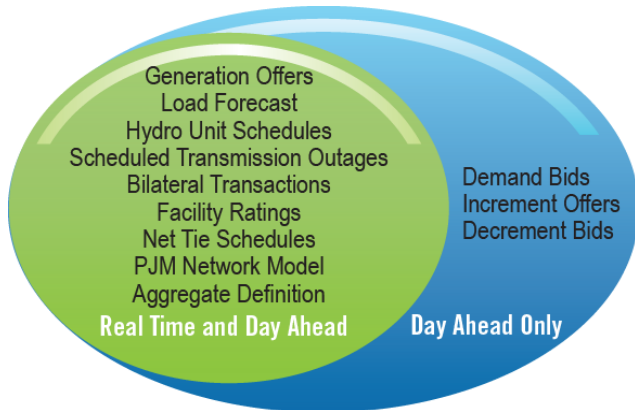 Generation Offers
Load Forecast
Hydro Unit Schedules
Scheduled Transmission Outages
Bilateral Transactions
Facility Ratings
Net Tie Schedules
PJM Network Model
Aggregate Definition
Real Time and Day Ahead
Demand Bids
Increment Offers
Decrement Bids
Day Ahead Only